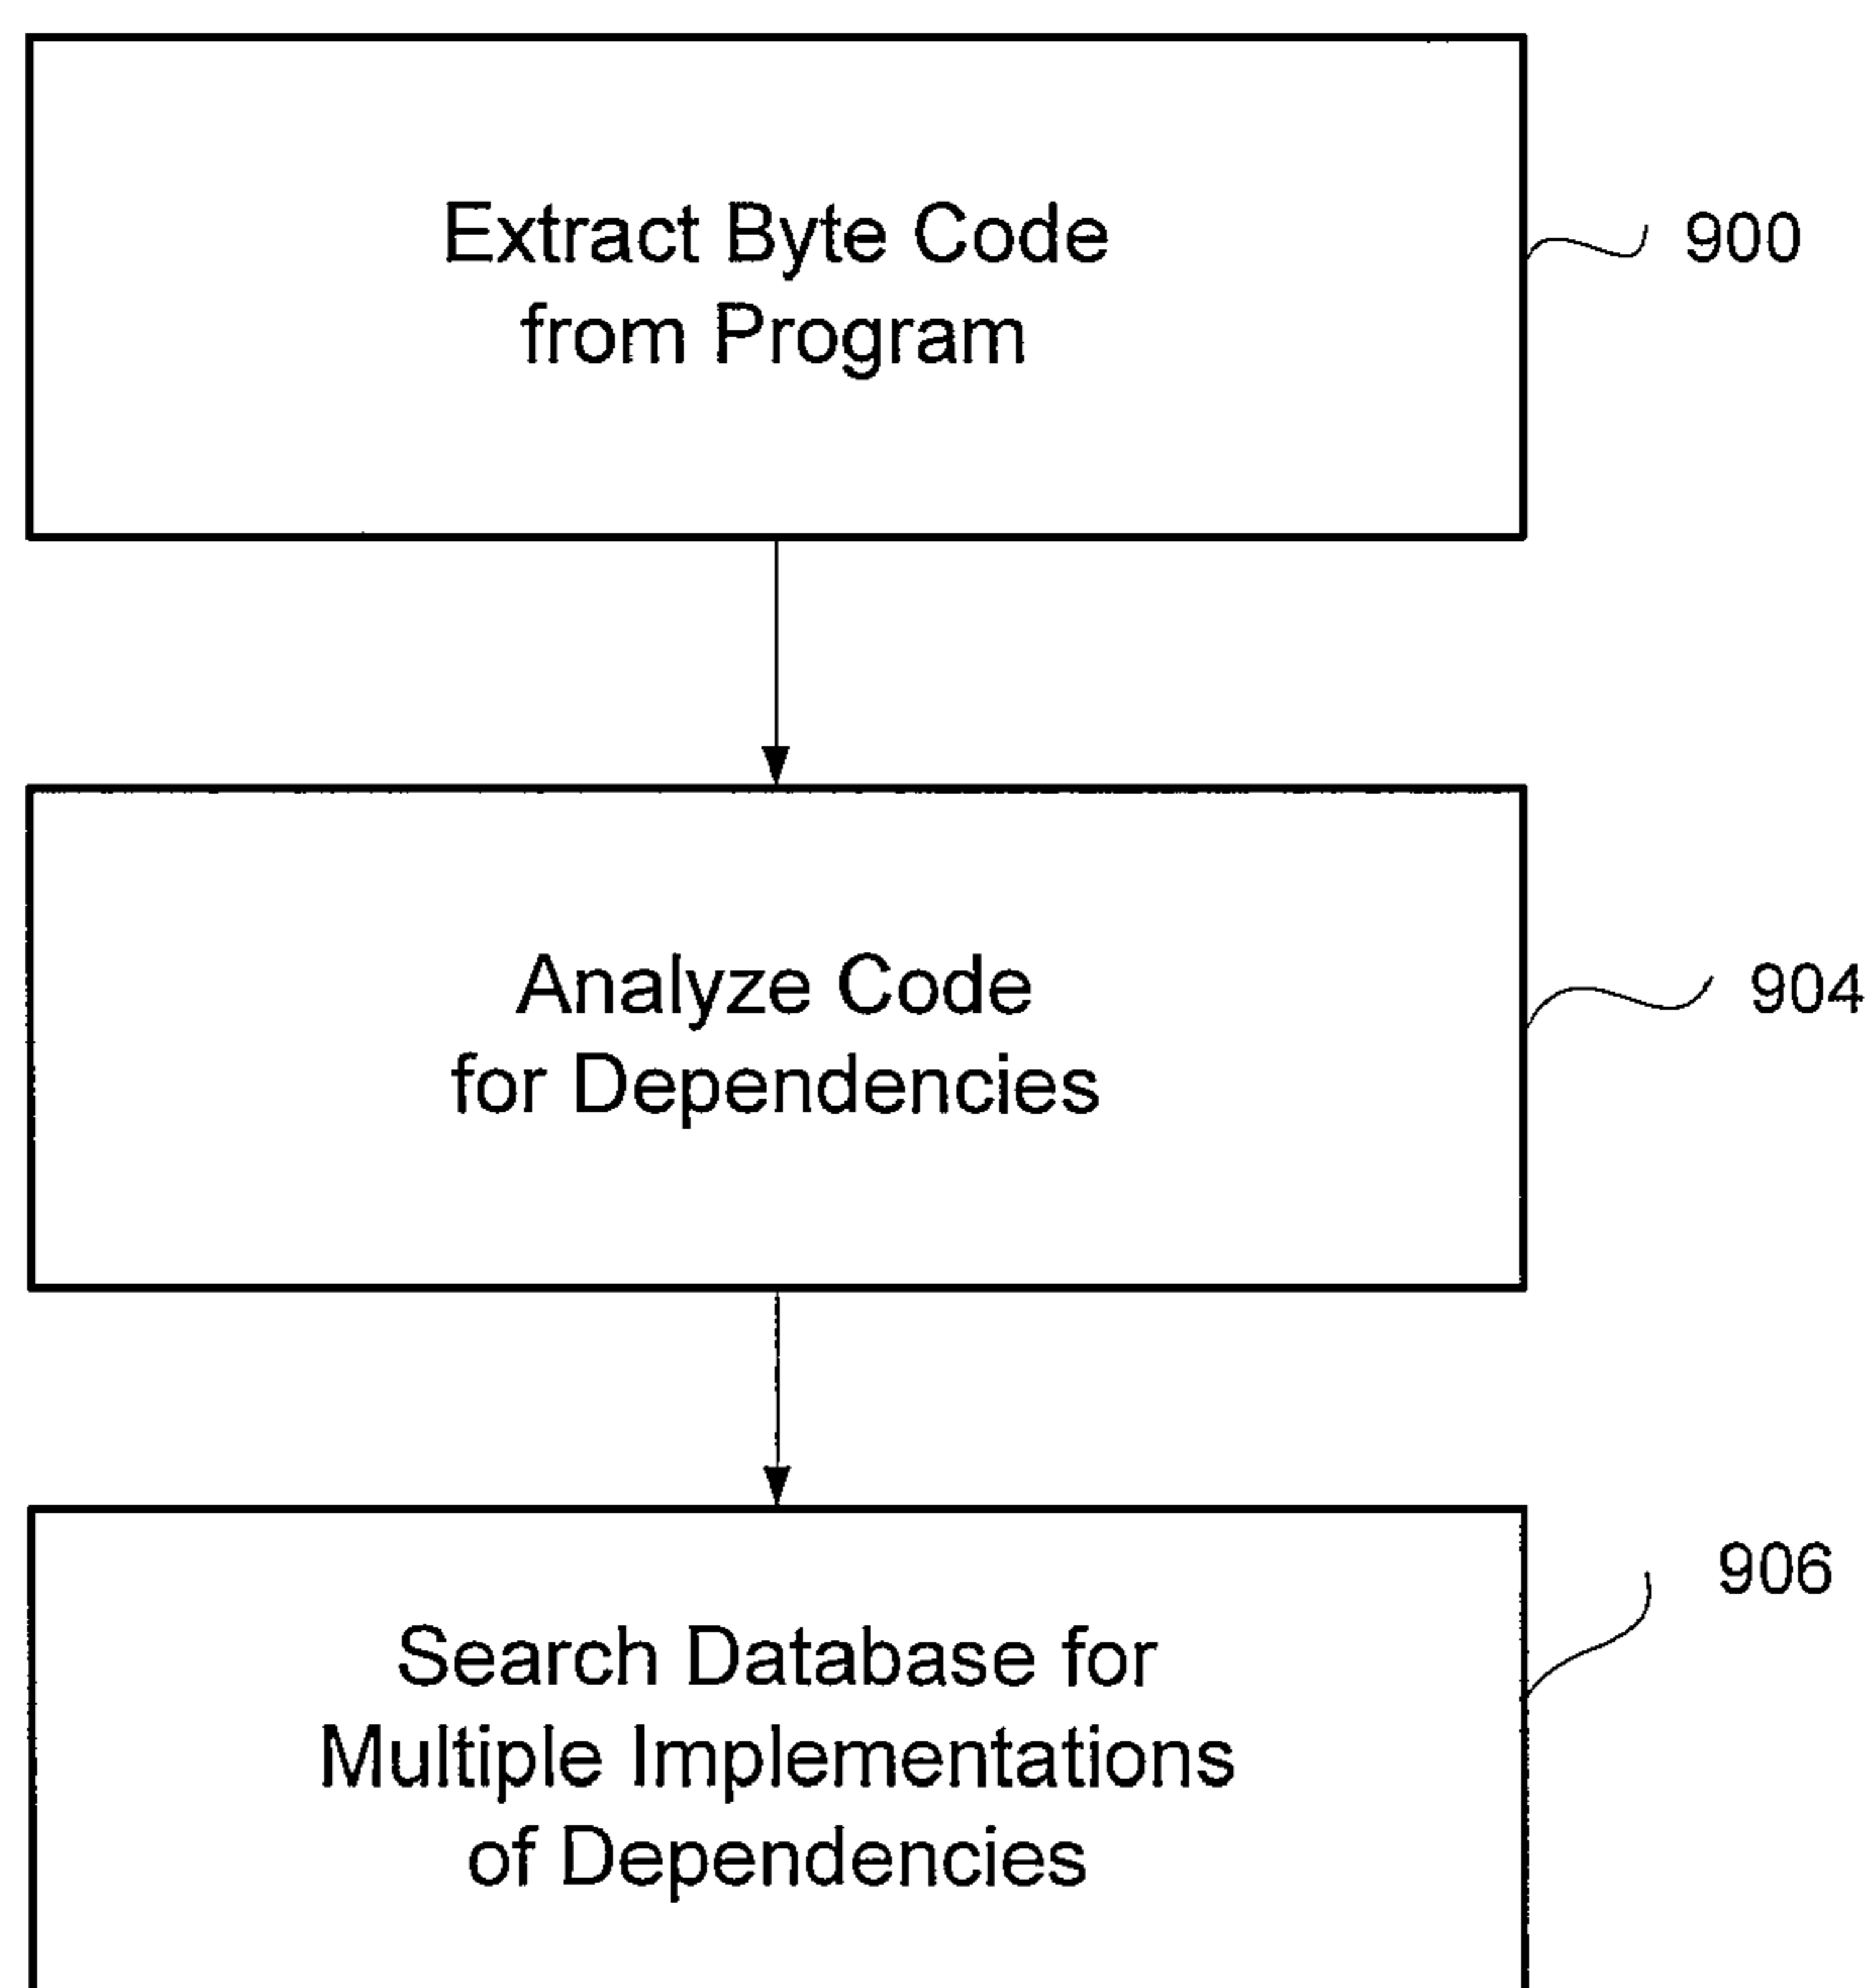 Extract Byte Code
from Program
900
Analyze Code
for Dependencies
904
906
Search Database for
Multiple Implementations
of Dependencies